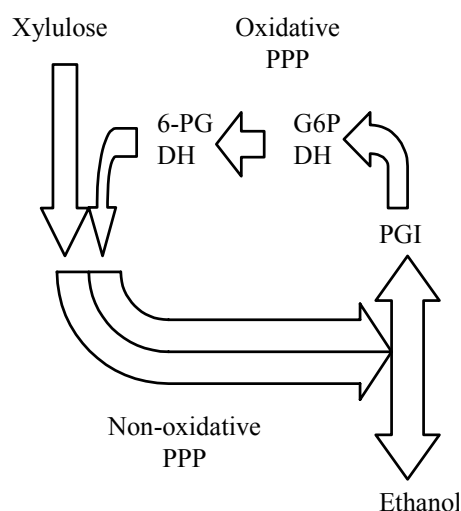 Xylulose
Oxidative
PPP
6-PG
DH
G6P
DH
PGI
Non-oxidative
PPP
Ethanol